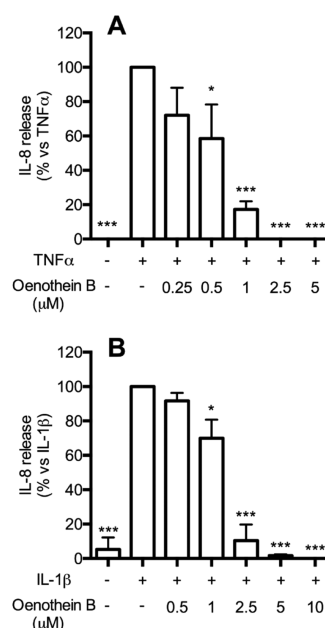 A
IL-8 release
(% vs TNFα)
120
100
80
60
40
20
0
***
*
***
***
***
TNFα - + + + + + +
Oenothein B - - 0.25 0.5 1 2.5 5
(μM)
B
IL-8 release
(% vs IL-1β)
120
100
80
60
40
20
0
***
*
***
***
***
IL-1β - + + + + + +
Oenothein B - - 0.5 1 2.5 5 10
(μM)